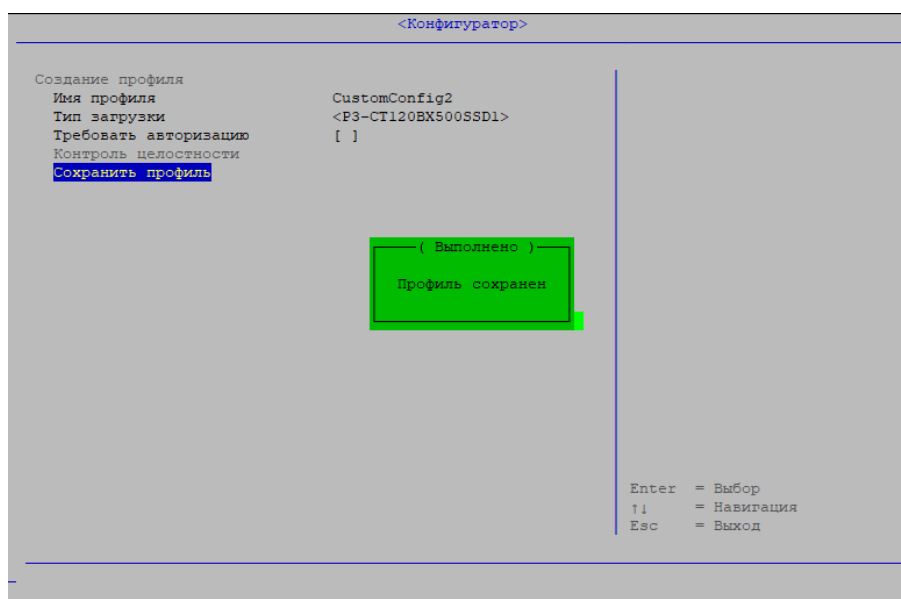 <Конфигуратор>
Создание профиля
Имя профиля CustomConfig2
Тип загрузки <P3-CT120BX500SSD1>
Требовать авторизацию [ ]
Контроль целостности
Сохранить профиль
( Выполнено )
Профиль сохранен
Enter = Выбор
↑↓ = Навигация
Esc = Выход